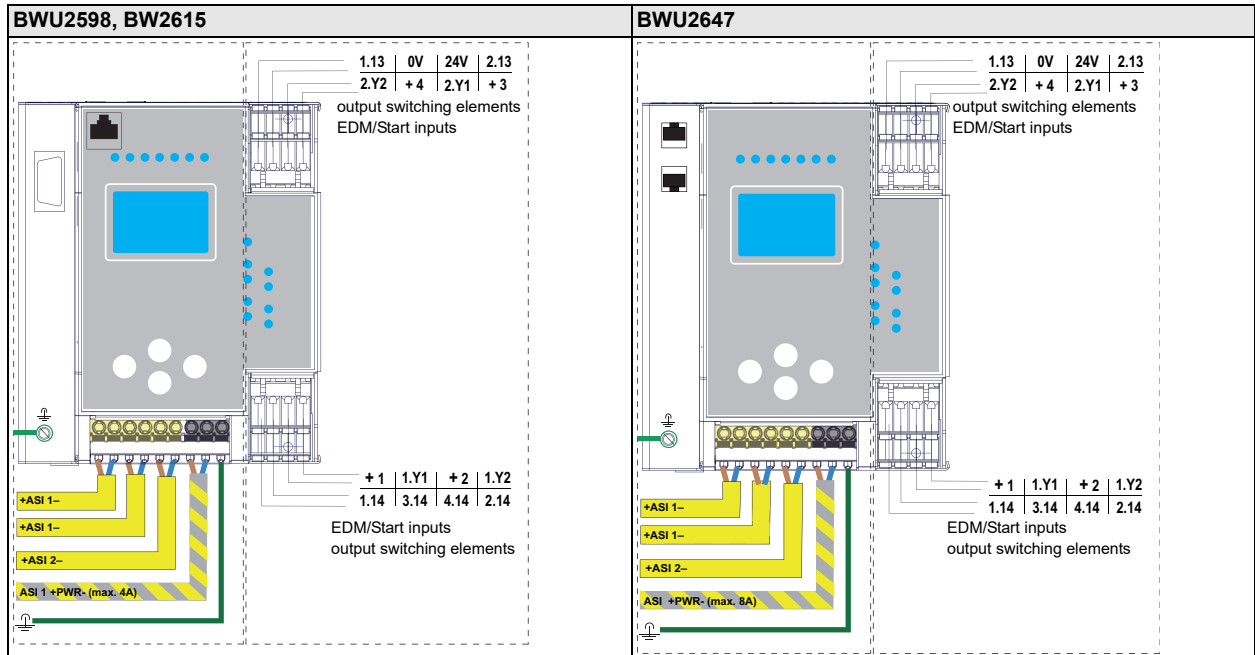 BWU2598, BW2615
1.13 | 0V | 24V | 2.13
2.Y2 | + 4 | 2.Y1 | + 3
output switching elements
EDM/Start inputs
+ 1 | 1.Y1 | + 2 | 1.Y2
1.14 | 3.14 | 4.14 | 2.14
EDM/Start inputs
output switching elements
+ASI 1–
+ASI 1–
+ASI 2–
ASI 1 +PWR- (max. 4A)
BWU2647
1.13 | 0V | 24V | 2.13
2.Y2 | + 4 | 2.Y1 | + 3
output switching elements
EDM/Start inputs
+ 1 | 1.Y1 | + 2 | 1.Y2
1.14 | 3.14 | 4.14 | 2.14
EDM/Start inputs
output switching elements
+ASI 1–
+ASI 1–
+ASI 2–
ASI +PWR- (max. 8A)